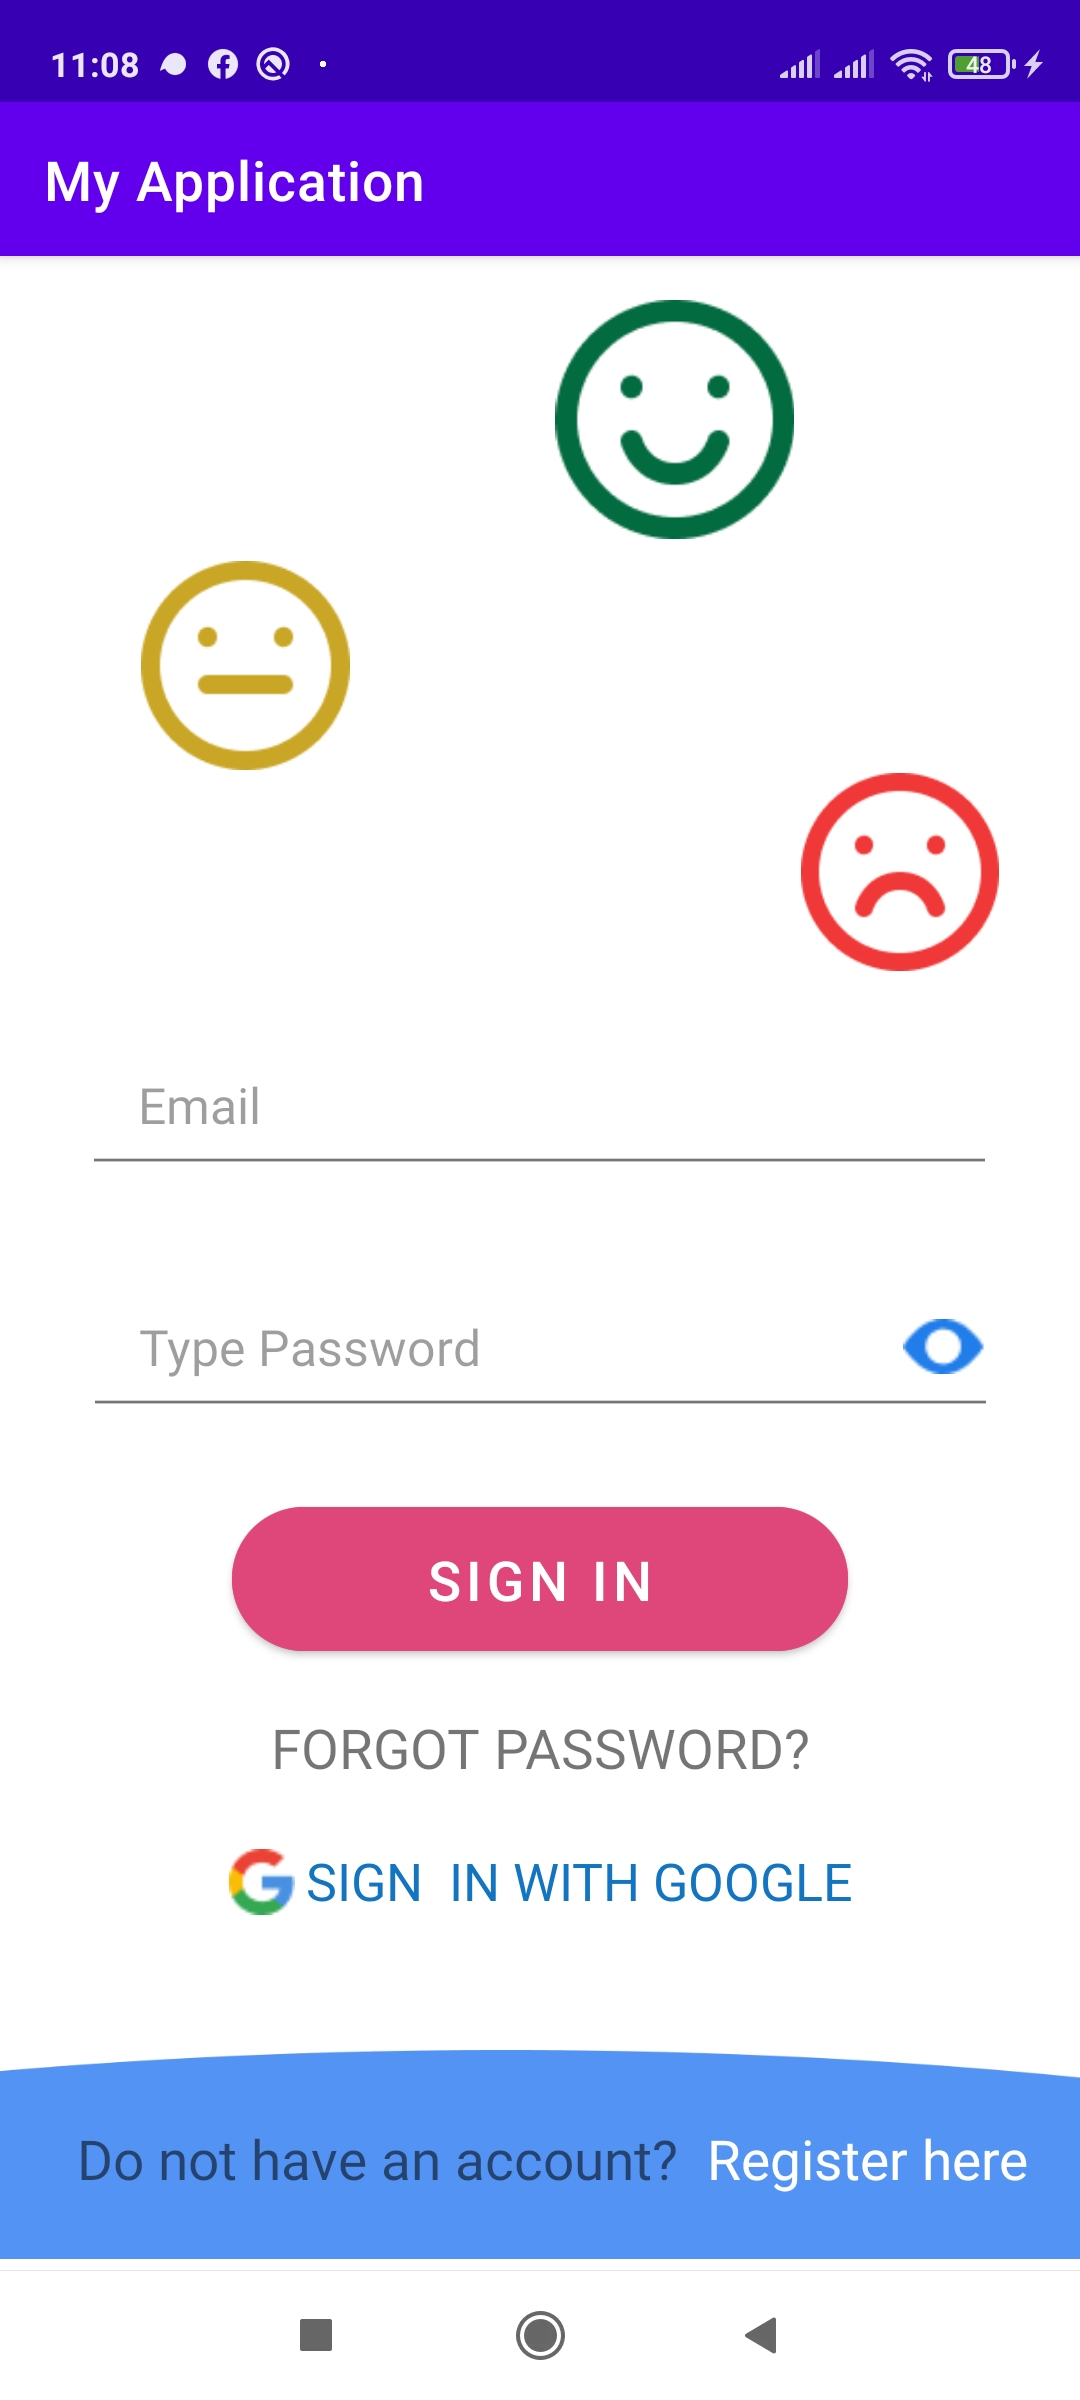 11:08
48
My Application
Email
Type Password
SIGN IN
FORGOT PASSWORD?
SIGN  IN WITH GOOGLE
Do not have an account?  Register here